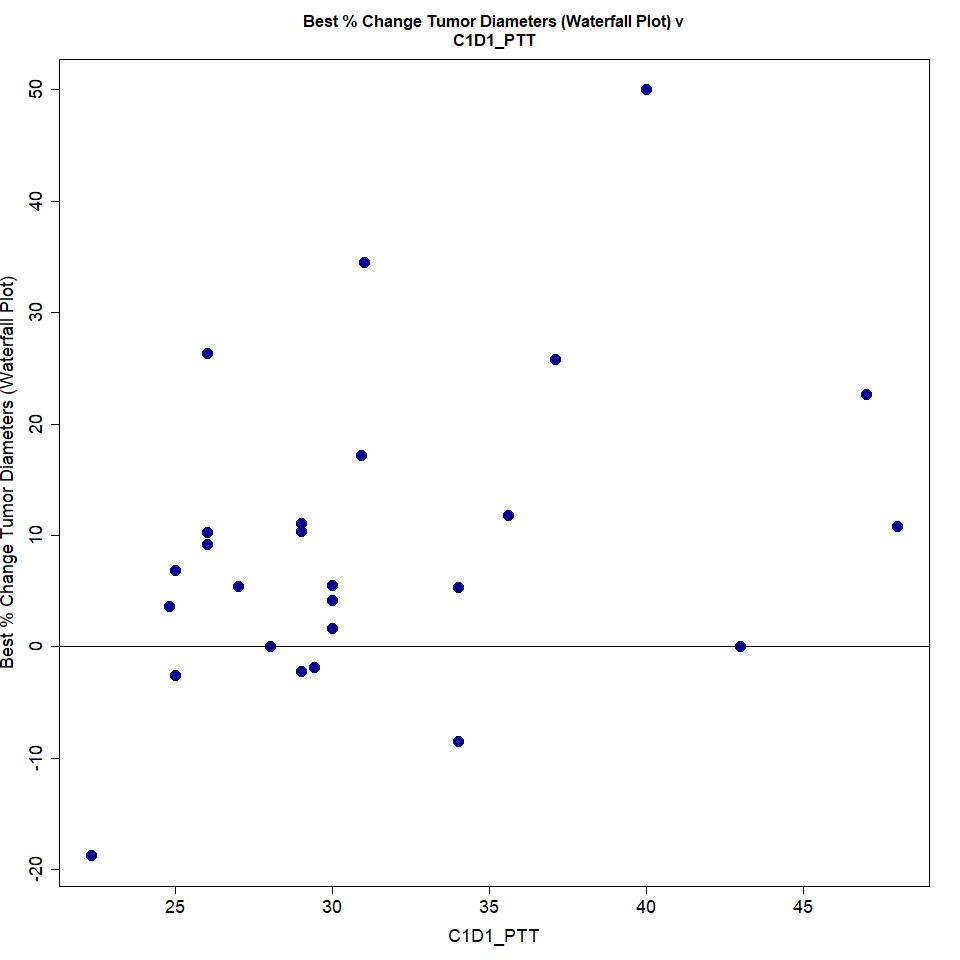 Best % Change Tumor Diameters (Waterfall Plot) v
C1D1_PTT
Best % Change Tumor Diameters (Waterfall Plot)
50
40
30
20
10
0
-10
-20
25 30 35 40 45
C1D1_PTT